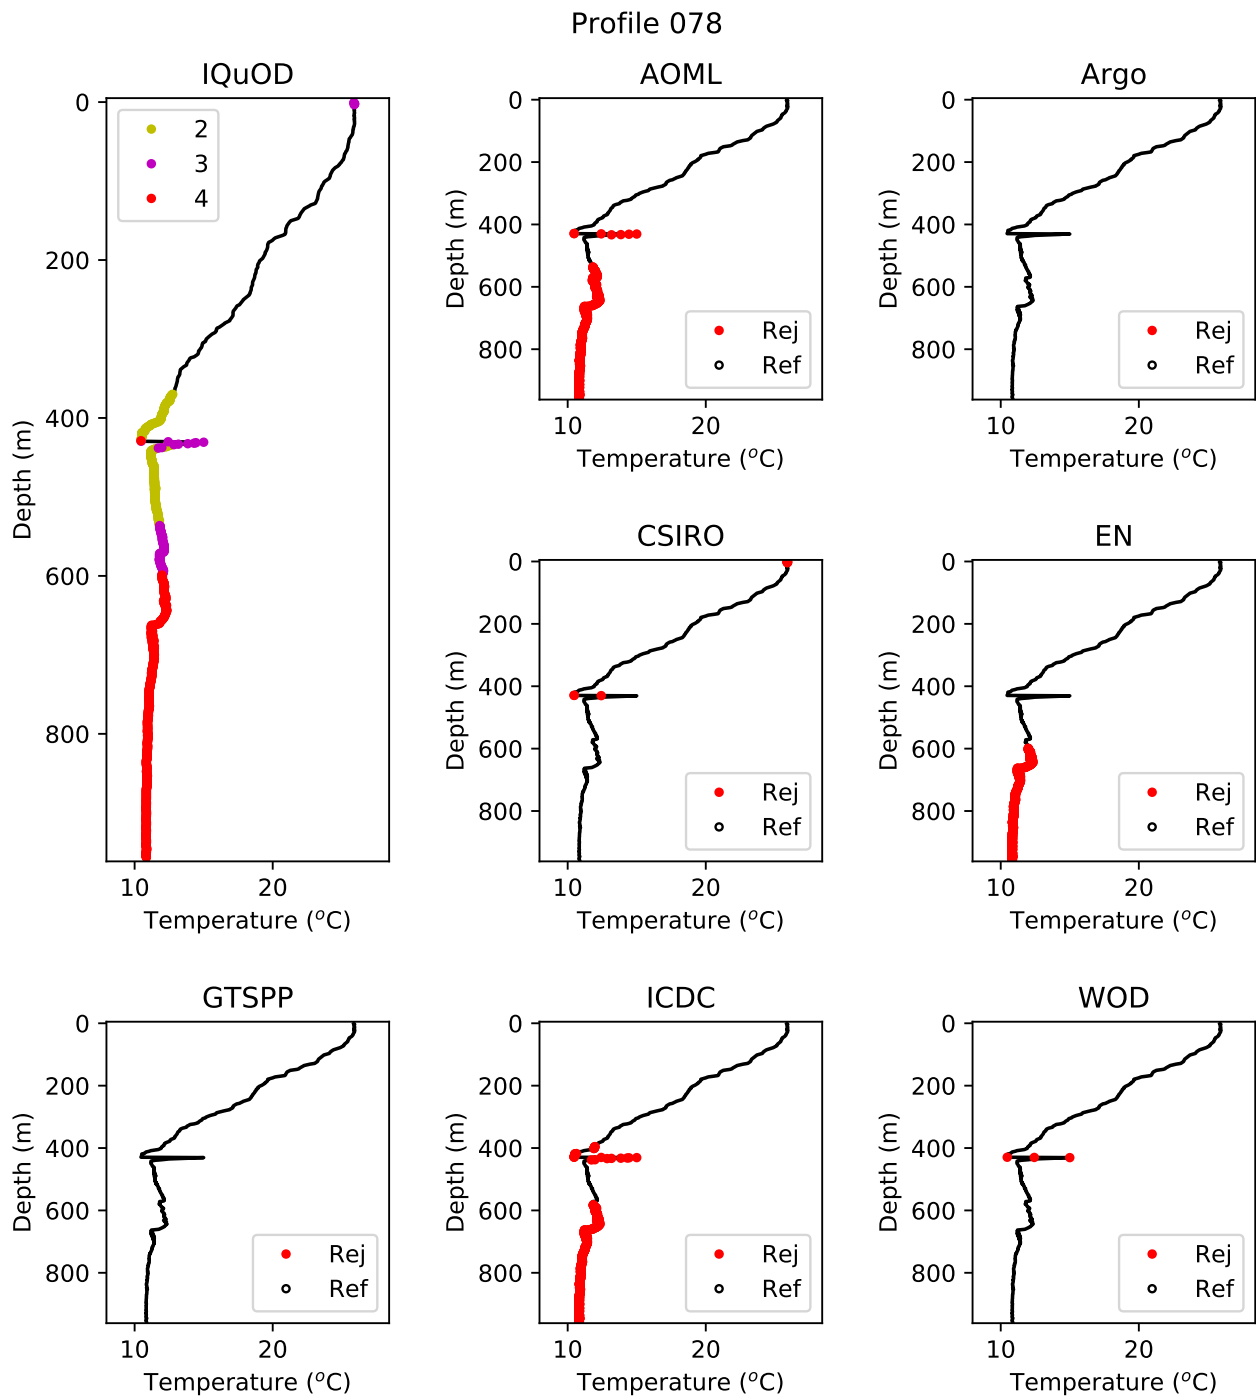 Profile 078
IQuOD
0
200
400
600
800
10 20
Depth (m)
Temperature (°C)
2
3
4
AOML
0
200
400
600
800
10 20
Depth (m)
Temperature (°C)
Rej
Ref
Argo
0
200
400
600
800
10 20
Depth (m)
Temperature (°C)
Rej
Ref
CSIRO
0
200
400
600
800
10 20
Depth (m)
Temperature (°C)
Rej
Ref
EN
0
200
400
600
800
10 20
Depth (m)
Temperature (°C)
Rej
Ref
GTSPP
0
200
400
600
800
10 20
Depth (m)
Temperature (°C)
Rej
Ref
ICDC
0
200
400
600
800
10 20
Depth (m)
Temperature (°C)
Rej
Ref
WOD
0
200
400
600
800
10 20
Depth (m)
Temperature (°C)
Rej
Ref